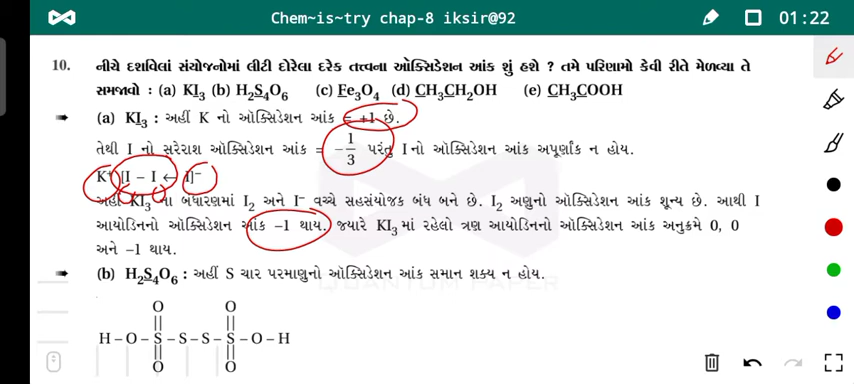 Chem~is~try chap-8 iksir@92
01:22
10. નીચે દર્શાવેલાં સંયોજનોમાં લીટી દોરેલા દરેક તત્ત્વના ઑક્સિડેશન આંક શું હશે ? તમે પરિણામો કેવી રીતે મેળવ્યા તે
સમજાવો : (a) KI3 (b) H2S4O6 (c) Fe3O4 (d) CH3CH2OH (e) CH3COOH
(a) KI3 : અહીં K નો ઑક્સિડેશન આંક = +1 છે.
તેથી I નો સરેરાશ ઑક્સિડેશન આંક = – 1/3 પરંતુ I નો ઑક્સિડેશન આંક અપૂર્ણાંક ન હોય.
K+ [I – I ← I]–
અહીં KI3 ના બંધારણમાં I2 અને I– વચ્ચે સહસંયોજક બંધ બને છે. I2 અણુનો ઑક્સિડેશન આંક શૂન્ય છે. આથી I
આયોડિનનો ઑક્સિડેશન આંક –1 થાય. જયારે KI3 માં રહેલો ત્રણ આયોડિનનો ઑક્સિડેશન આંક અનુક્રમે 0, 0
અને –1 થાય.
(b) H2S4O6 : અહીં S ચાર પરમાણુનો ઑક્સિડેશન આંક સમાન શક્ય ન હોય.
QUANTUM PAPER
O O
H – O – S – S – S – S – O – H
O O